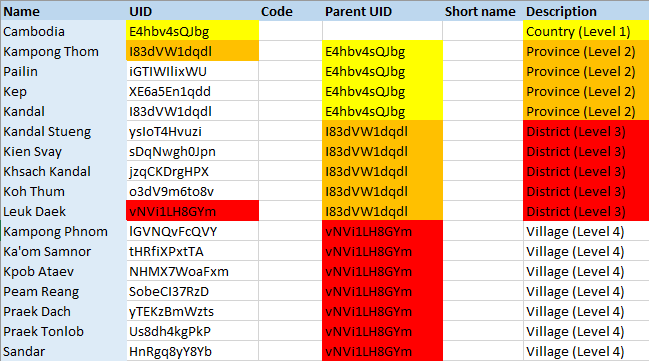 Name UID Code Parent UID Short name Description
Cambodia E4hbv4sQJbg Country (Level 1)
Kampong Thom I83dVW1dqdl E4hbv4sQJbg Province (Level 2)
Pailin iGTIWIlixWU E4hbv4sQJbg Province (Level 2)
Kep XE6a5En1qdd E4hbv4sQJbg Province (Level 2)
Kandal I83dVW1dqdl E4hbv4sQJbg Province (Level 2)
Kandal Stueng ysIoT4Hvuzi I83dVW1dqdl District (Level 3)
Kien Svay sDqNwgh0Jpn I83dVW1dqdl District (Level 3)
Khsach Kandal jzqCKDrgHPX I83dVW1dqdl District (Level 3)
Koh Thum o3dV9m6to8v I83dVW1dqdl District (Level 3)
Leuk Daek vNVi1LH8GYm I83dVW1dqdl District (Level 3)
Kampong Phnom lGVNQvFcQVY vNVi1LH8GYm Village (Level 4)
Ka'om Samnor tHRfiXPxtTA vNVi1LH8GYm Village (Level 4)
Kpob Ataev NHMX7WoaFxm vNVi1LH8GYm Village (Level 4)
Peam Reang SobeCI37RzD vNVi1LH8GYm Village (Level 4)
Praek Dach yTEKzBmWzts vNVi1LH8GYm Village (Level 4)
Praek Tonlob Us8dh4kgPkP vNVi1LH8GYm Village (Level 4)
Sandar HnRgq8yY8Yb vNVi1LH8GYm Village (Level 4)